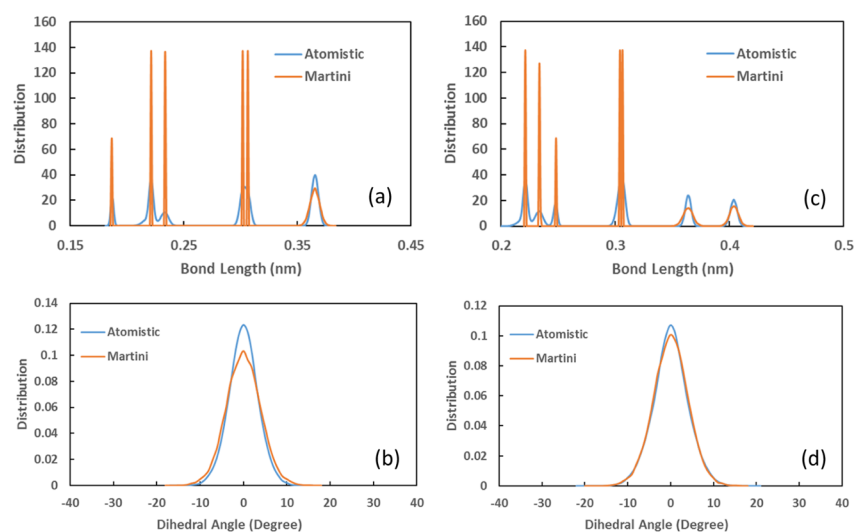 160
140
120
100
80
60
40
20
0
Distribution
Atomistic
Martini
(a)
0.15 0.25 0.35 0.45
Bond Length (nm)
160
140
120
100
80
60
40
20
0
Distribution
Atomistic
Martini
(c)
0.2 0.3 0.4 0.5
Bond Length (nm)
0.14
0.12
0.1
0.08
0.06
0.04
0.02
0
Distribution
Atomistic
Martini
(b)
-40 -30 -20 -10 0 10 20 30 40
Dihedral Angle (Degree)
0.12
0.1
0.08
0.06
0.04
0.02
0
Distribution
Atomistic
Martini
(d)
-40 -30 -20 -10 0 10 20 30 40
Dihedral Angle (Degree)